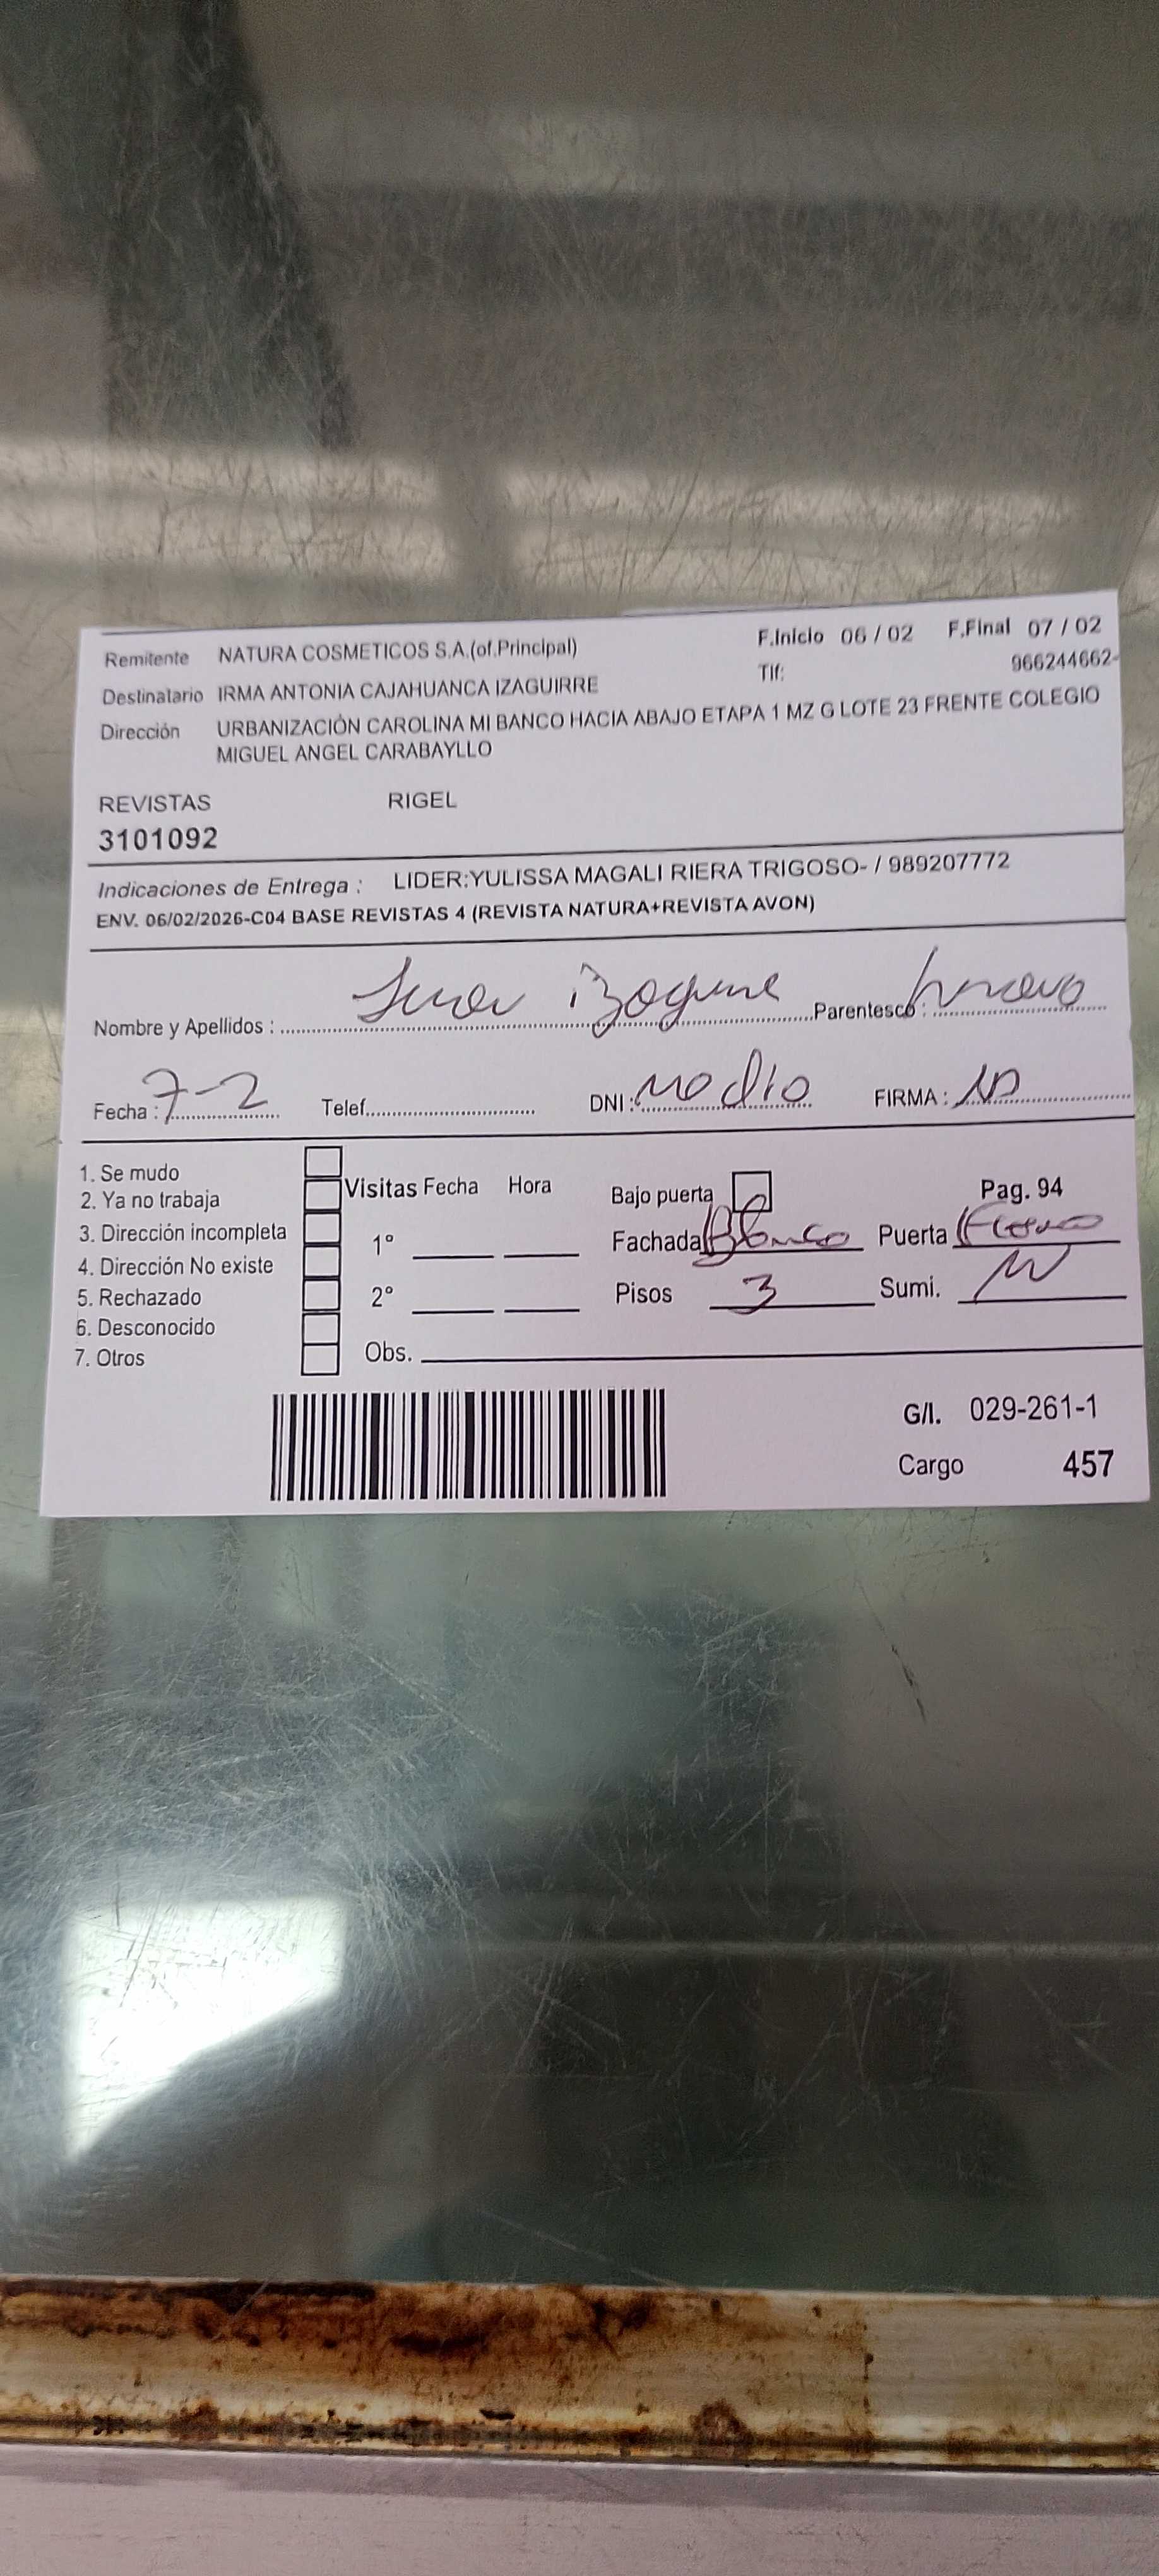 Remitente NATURA COSMETICOS S.A.(of.Principal) F.Inicio 06 / 02 F.Final 07 / 02
Tlf: 966244662-
Destinatario IRMA ANTONIA CAJAHUANCA IZAGUIRRE
Dirección URBANIZACIÓN CAROLINA MI BANCO HACIA ABAJO ETAPA 1 MZ G LOTE 23 FRENTE COLEGIO
MIGUEL ANGEL CARABAYLLO
REVISTAS RIGEL
3101092
Indicaciones de Entrega : LIDER:YULISSA MAGALI RIERA TRIGOSO- / 989207772
ENV. 06/02/2026-C04 BASE REVISTAS 4 (REVISTA NATURA+REVISTA AVON)
Nombre y Apellidos : Parentesco :
Fecha : 7-2 Telef. DNI : No dio FIRMA :
1. Se mudo
2. Ya no trabaja
3. Dirección incompleta
4. Dirección No existe
5. Rechazado
6. Desconocido
7. Otros
Visitas Fecha Hora
1°
2°
Obs.
Bajo puerta Pag. 94
Fachada Blanco Puerta
Pisos 3 Sumi.
G/I. 029-261-1
Cargo 457